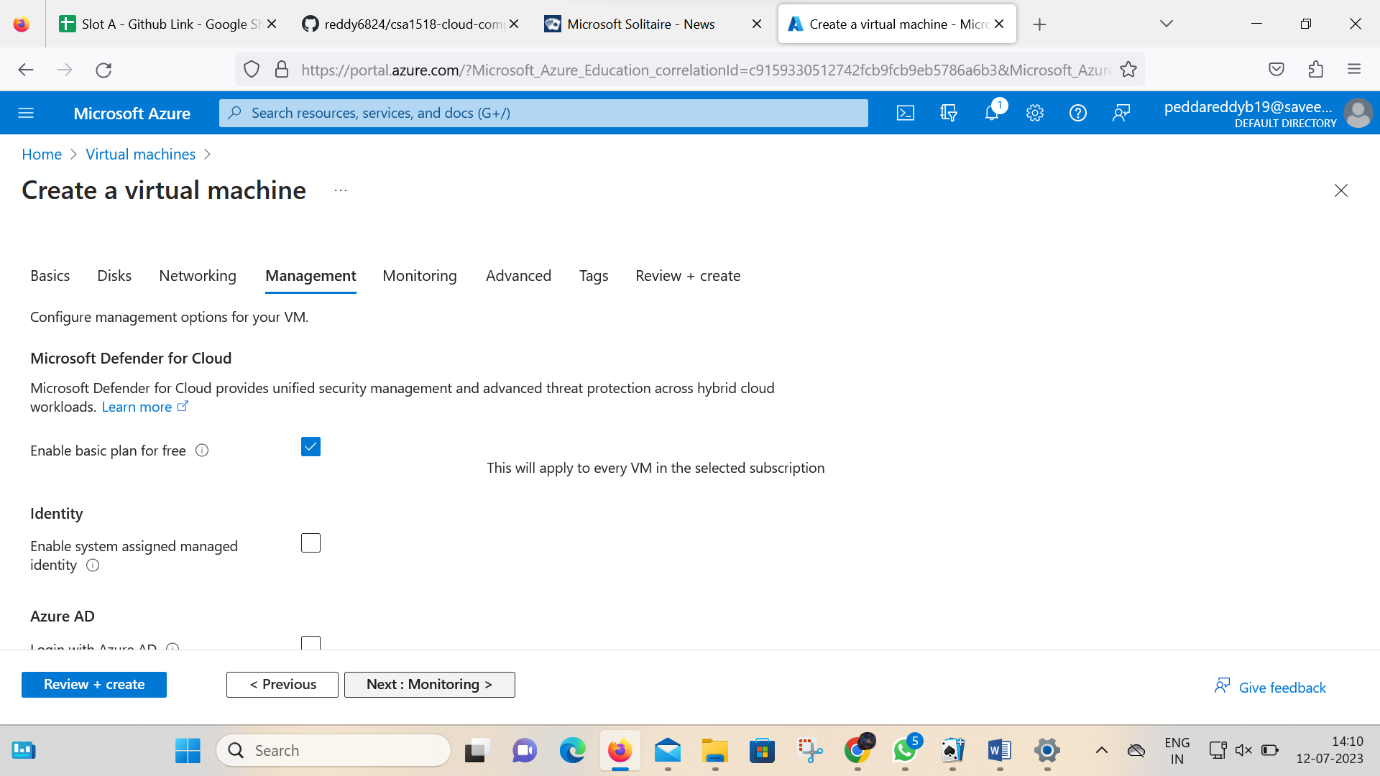 Slot A - Github Link - Google Sh
reddy6824/csa1518-cloud-com
Microsoft Solitaire - News
Create a virtual machine - Micro
https://portal.azure.com/?Microsoft_Azure_Education_correlationId=c9159330512742fcb9fcb9eb5786a6b3&Microsoft_Azur
Microsoft Azure
Search resources, services, and docs (G+/)
1
peddareddyb19@savee...
DEFAULT DIRECTORY
Home > Virtual machines >
Create a virtual machine ...
Basics Disks Networking Management Monitoring Advanced Tags Review + create
Configure management options for your VM.
Microsoft Defender for Cloud
Microsoft Defender for Cloud provides unified security management and advanced threat protection across hybrid cloud
workloads. Learn more
Enable basic plan for free
This will apply to every VM in the selected subscription
Identity
Enable system assigned managed
identity
Azure AD
Login with Azure AD
Review + create < Previous Next : Monitoring > Give feedback
Search
5
ENG
IN
14:10
12-07-2023